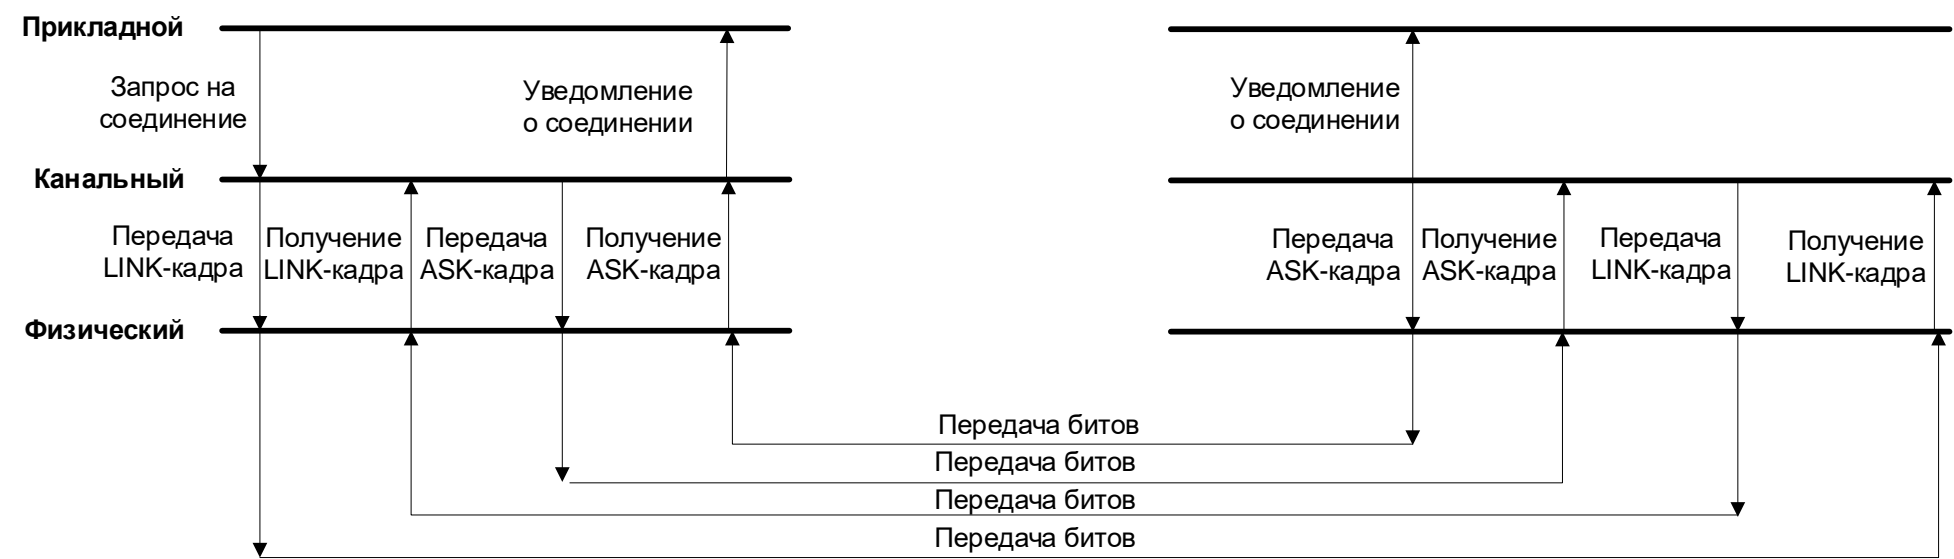 Прикладной
Запрос на
соединение
Уведомление
о соединении
Уведомление
о соединении
Канальный
Передача
LINK-кадра
Получение
LINK-кадра
Передача
ASK-кадра
Получение
ASK-кадра
Передача
ASK-кадра
Получение
ASK-кадра
Передача
LINK-кадра
Получение
LINK-кадра
Физический
Передача битов
Передача битов
Передача битов
Передача битов